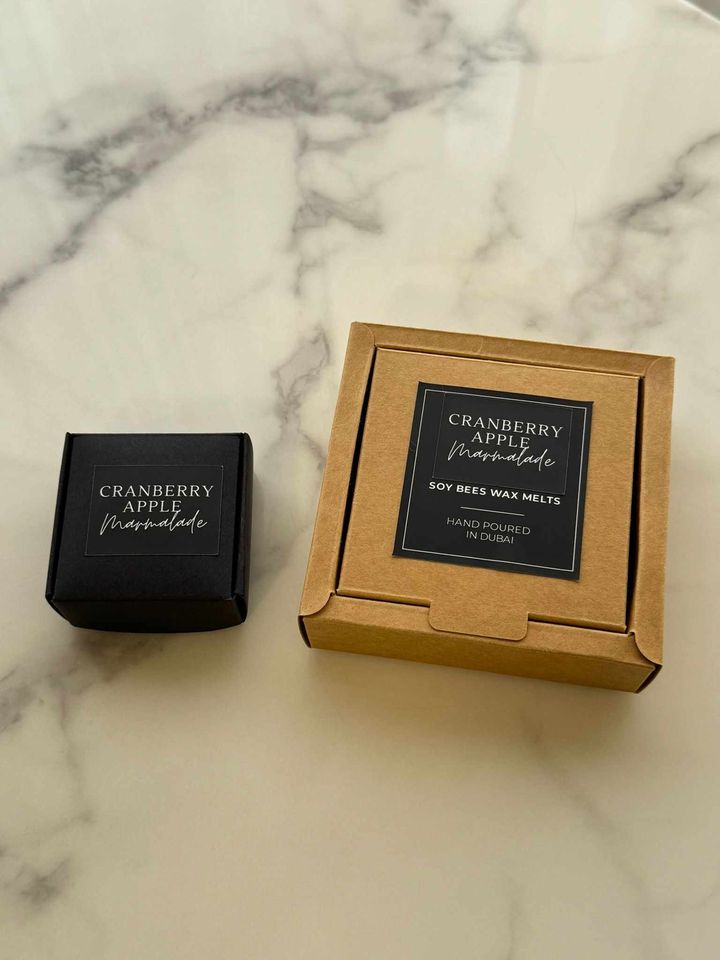 CRANBERRY
APPLE
Marmalade
CRANBERRY
APPLE
Marmalade
SOY BEES WAX MELTS
HAND POURED
IN DUBAI